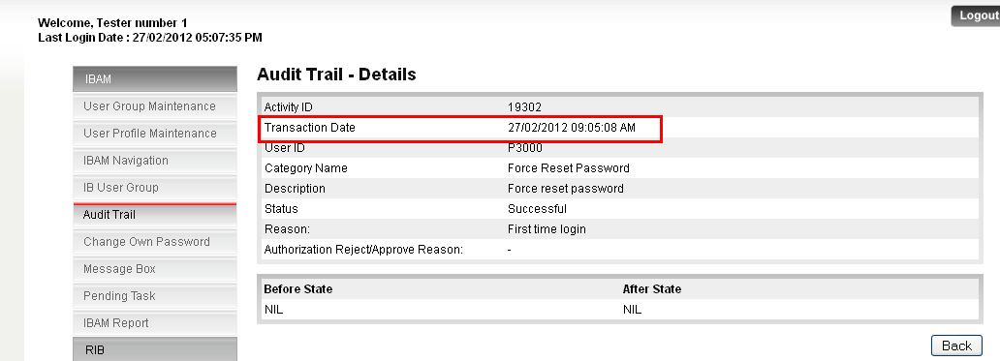 Logout
Welcome, Tester number 1
Last Login Date : 27/02/2012 05:07:35 PM
IBAM
User Group Maintenance
User Profile Maintenance
IBAM Navigation
IB User Group
Audit Trail
Change Own Password
Message Box
Pending Task
IBAM Report
RIB
Audit Trail - Details
Activity ID 19302
Transaction Date 27/02/2012 09:05:08 AM
User ID P3000
Category Name Force Reset Password
Description Force reset password
Status Successful
Reason: First time login
Authorization Reject/Approve Reason: -
Before State After State
NIL NIL
Back